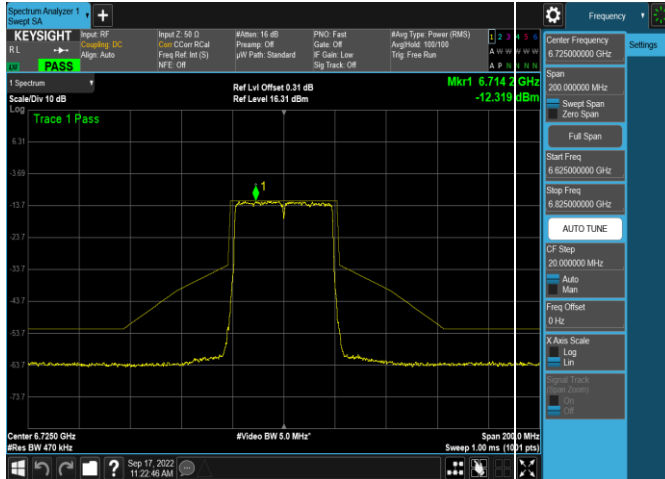 Spectrum Analyzer 1
Swept SA
+
Frequency
KEYSIGHT
R L
PASS
Input: RF
Coupling: DC
Align: Auto
Input Z: 50 Ω
Corr CCorr RCal
Freq Ref: Int (S)
NFE: Off
#Atten: 16 dB
Preamp: Off
µW Path: Standard
PNO: Fast
Gate: Off
IF Gain: Low
Sig Track: Off
#Avg Type: Power (RMS)
Avg|Hold: 100/100
Trig: Free Run
1 2 3 4 5 6
A W W W W W
A P N N N N
1 Spectrum
Scale/Div 10 dB
Log
Ref Lvl Offset 0.31 dB
Ref Level 16.31 dBm
Mkr1 6.714 2 GHz
-12.319 dBm
Trace 1 Pass
1
6.31
-3.69
-13.7
-23.7
-33.7
-43.7
-53.7
-63.7
-73.7
Center 6.7250 GHz
#Res BW 470 kHz
#Video BW 5.0 MHz*
Span 200.0 MHz
Sweep 1.00 ms (1001 pts)
Sep 17, 2022
11:22:46 AM
?
Center Frequency
6.725000000 GHz
Settings
Span
200.000000 MHz
Swept Span
Zero Span
Full Span
Start Freq
6.625000000 GHz
Stop Freq
6.825000000 GHz
AUTO TUNE
CF Step
20.000000 MHz
Auto
Man
Freq Offset
0 Hz
X Axis Scale
Log
Lin
Signal Track
(Span Zoom)
On
Off